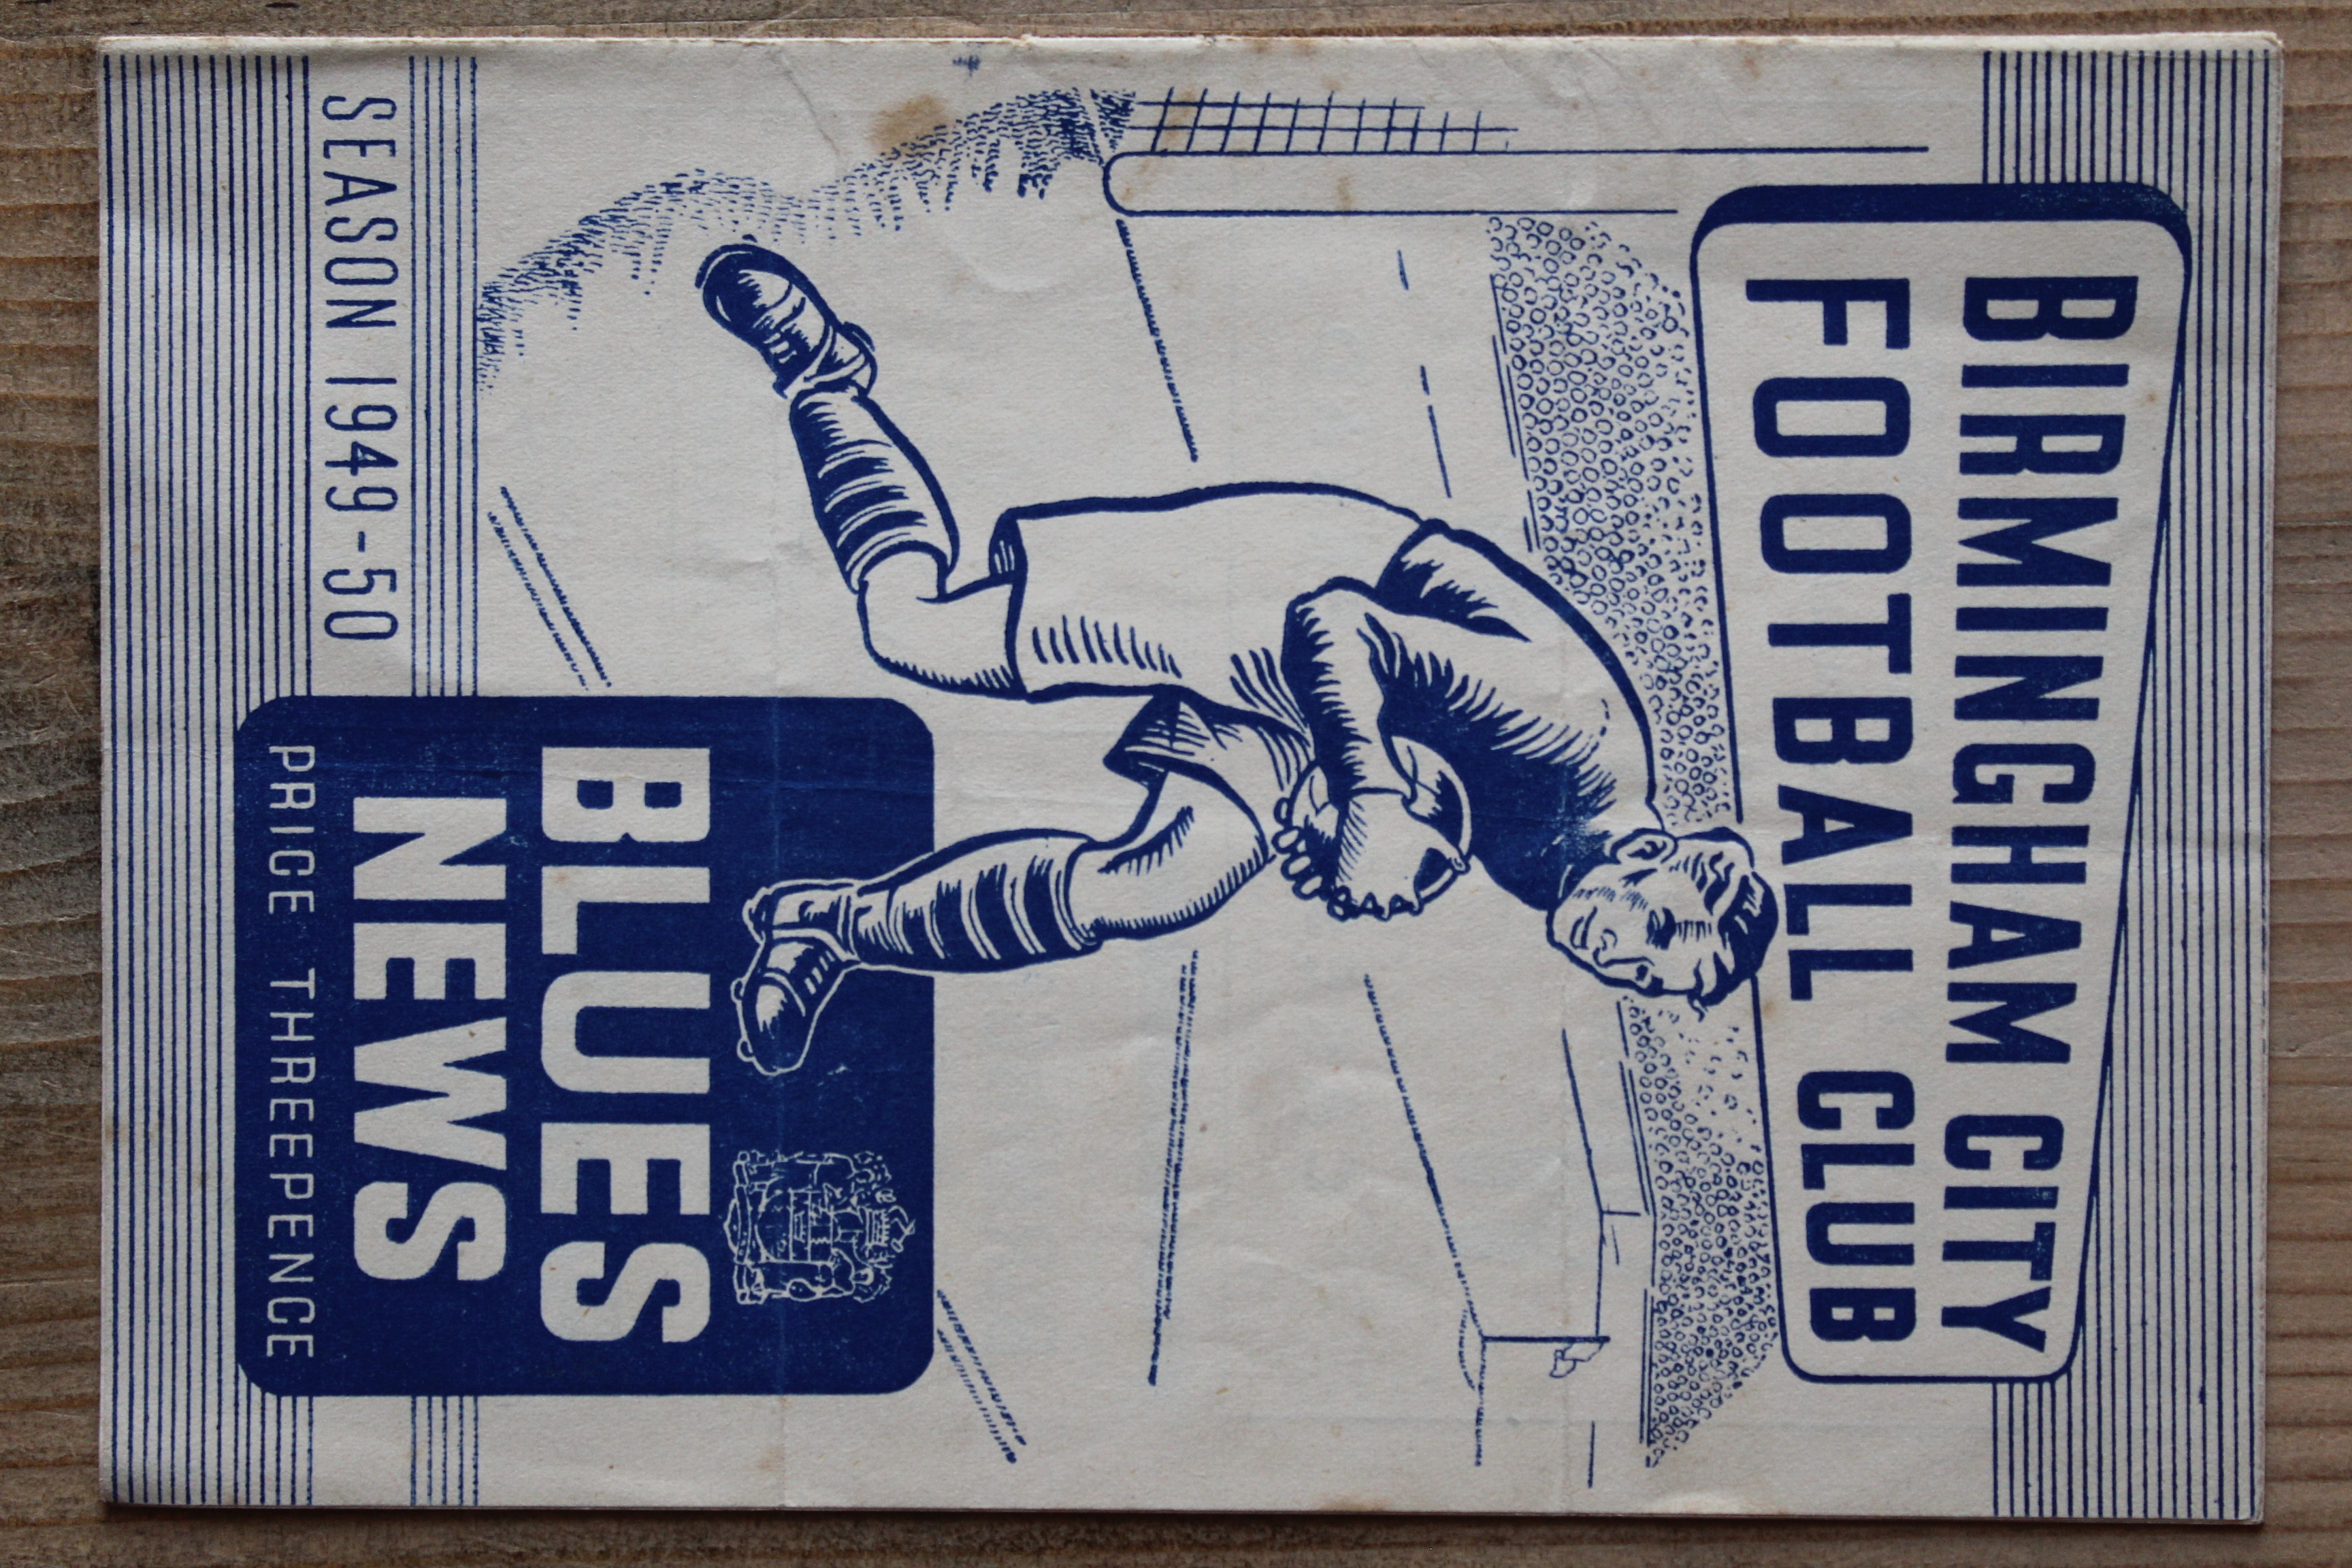 BIRMINGHAM CITY
FOOTBALL CLUB
BLUES
NEWS
SEASON 1949-50
PRICE THREEPENCE